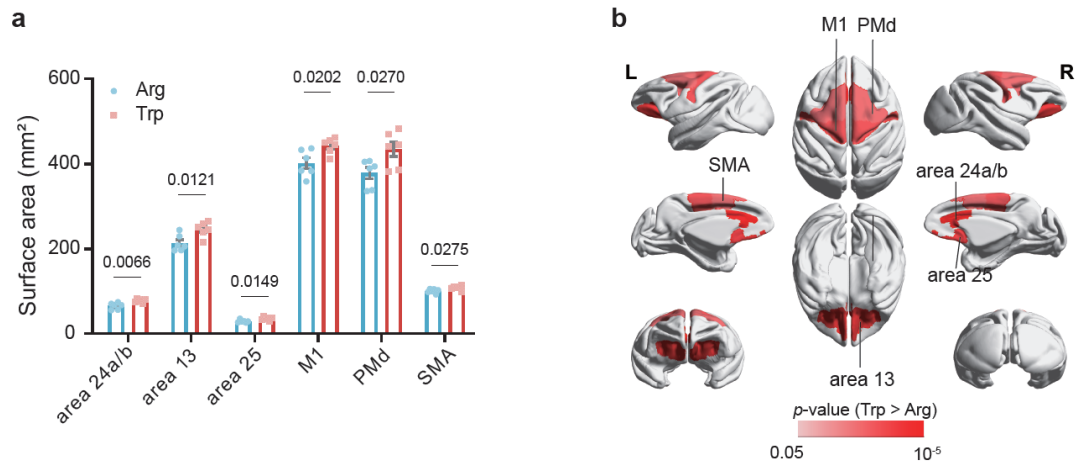 a
Surface area (mm²)
600
400
200
0
Arg
Trp
0.0066
0.0121
0.0149
0.0202
0.0270
0.0275
area 24a/b
area 13
area 25
M1
PMd
SMA
b
M1 PMd
L
R
SMA
area 24a/b
area 25
area 13
p-value (Trp > Arg)
0.05 10⁻⁵